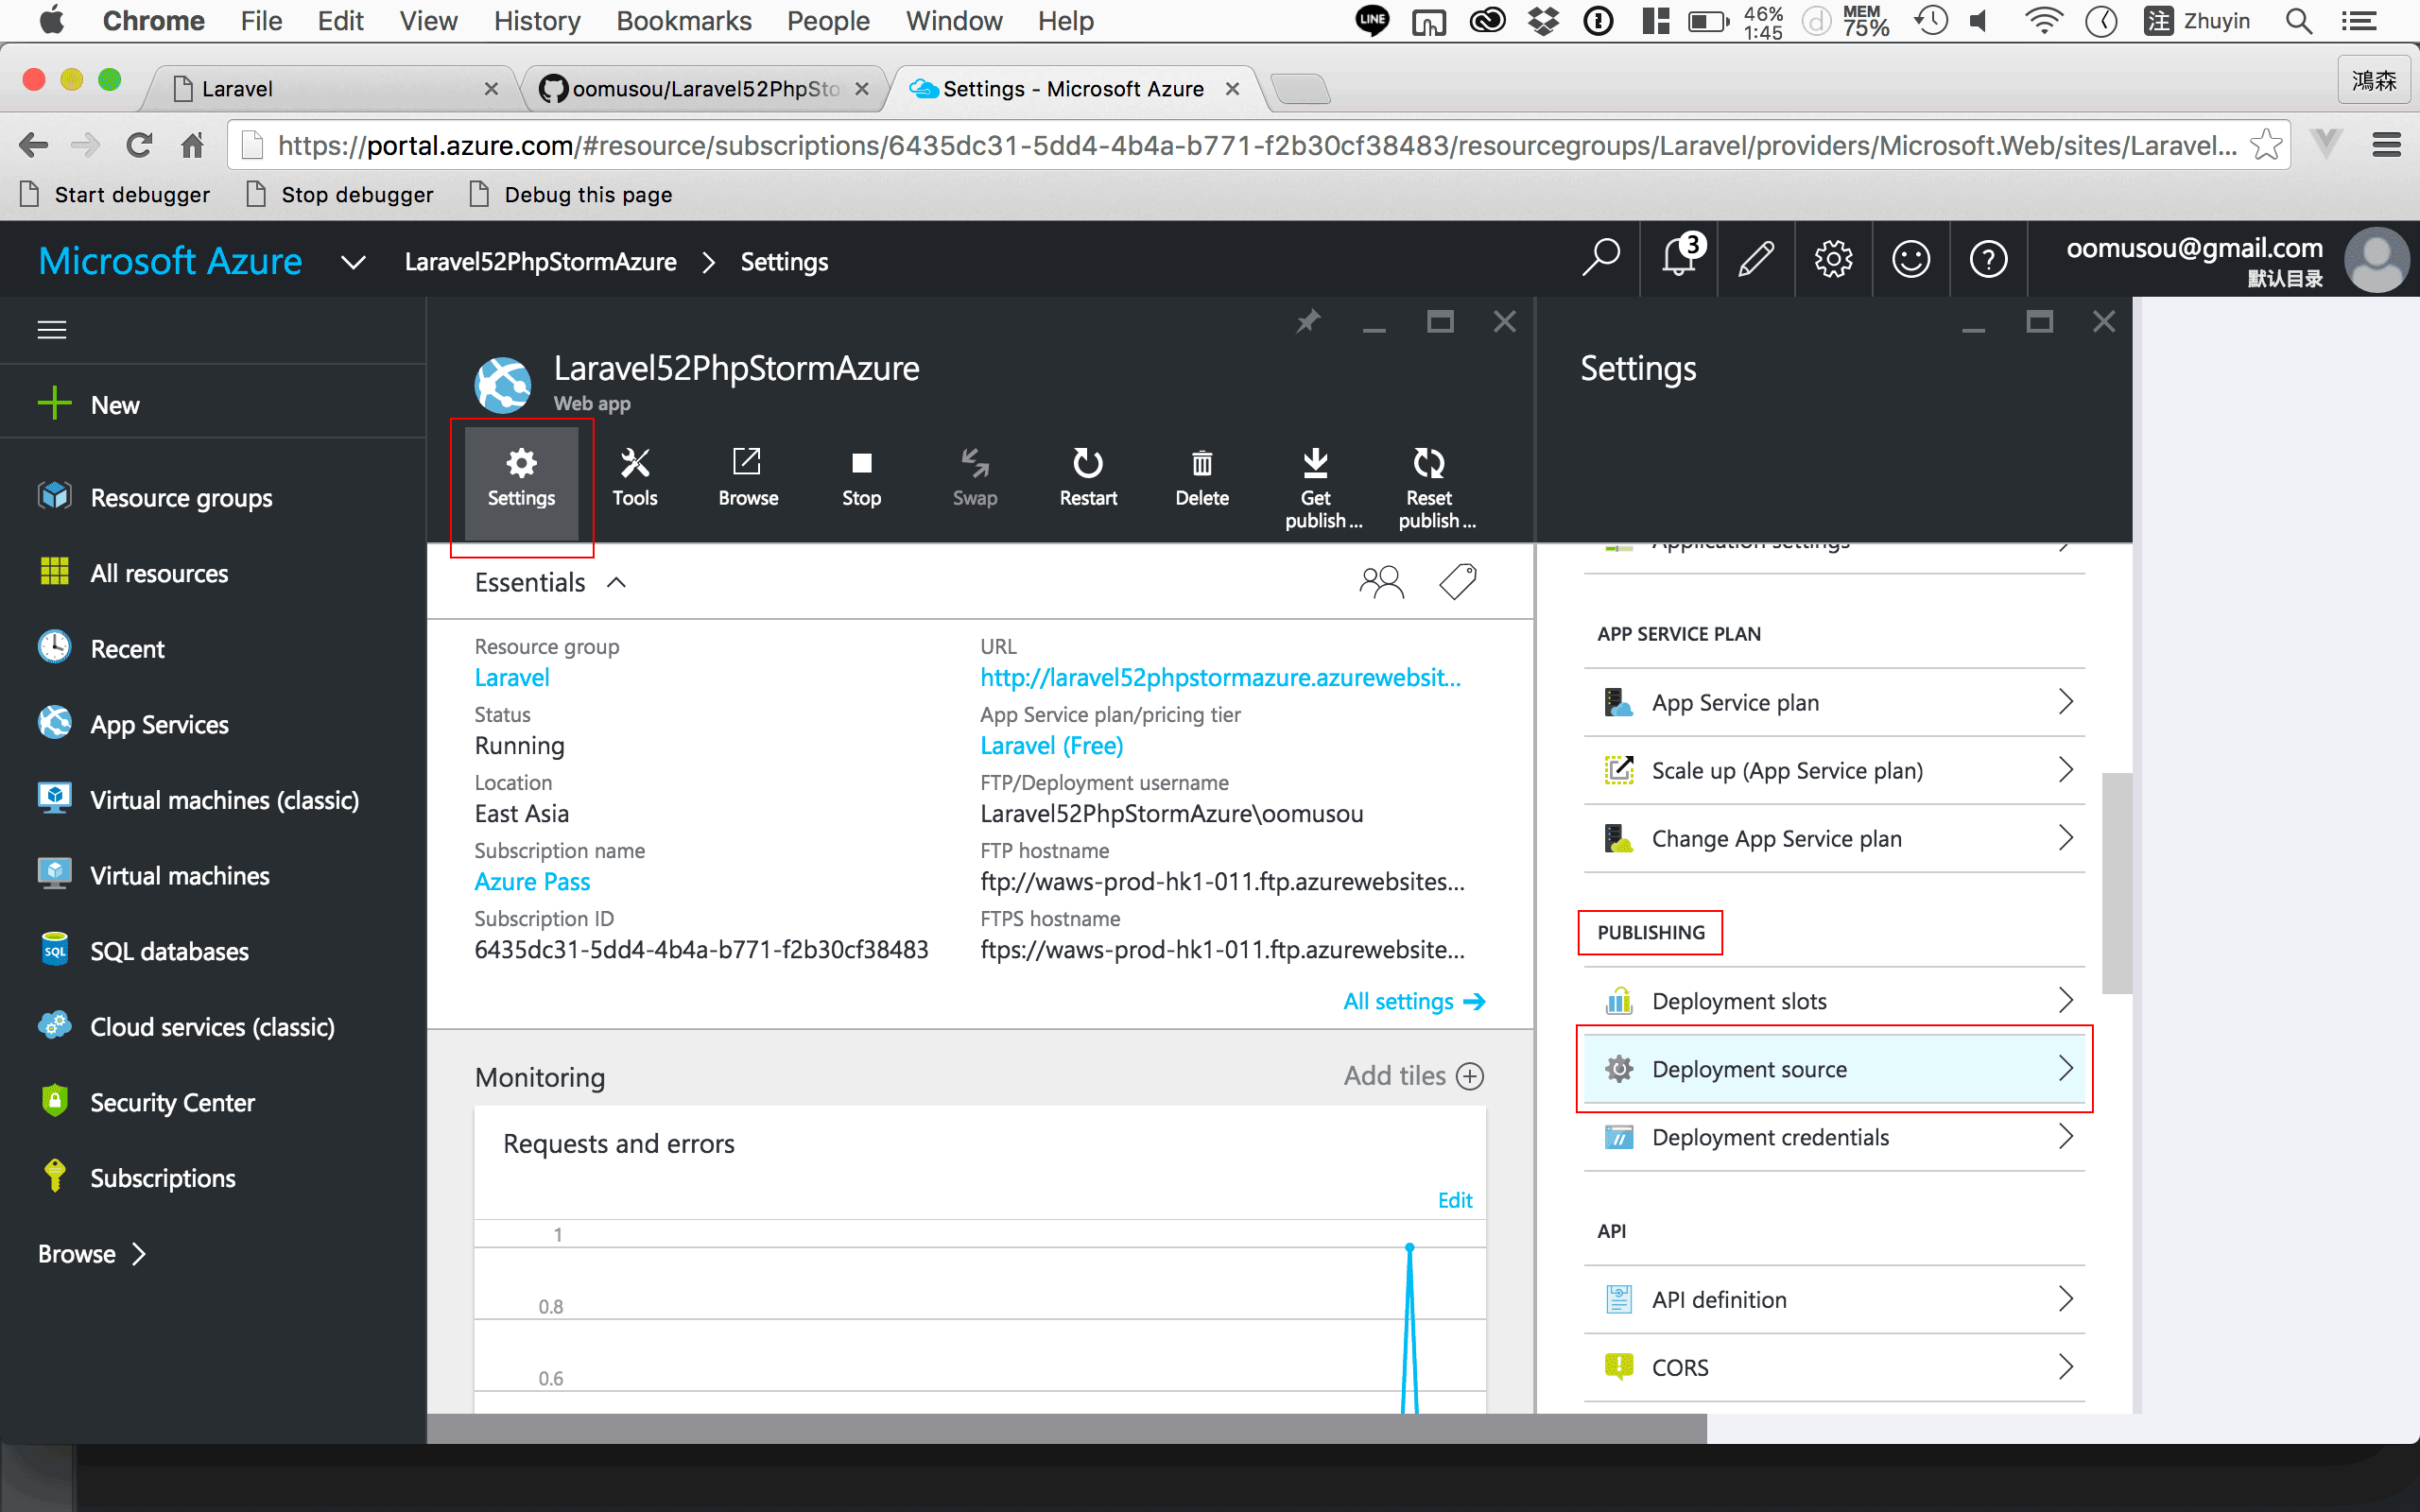 Chrome File Edit View History Bookmarks People Window Help LINE 46% 1:45 d MEM 75% 注 Zhuyin
Laravel
oomusou/Laravel52PhpSto
Settings - Microsoft Azure
鴻森
https://portal.azure.com/#resource/subscriptions/6435dc31-5dd4-4b4a-b771-f2b30cf38483/resourcegroups/Laravel/providers/Microsoft.Web/sites/Laravel...
Start debugger Stop debugger Debug this page
Microsoft Azure Laravel52PhpStormAzure Settings
3
oomusou@gmail.com
默认目录
New
Resource groups
All resources
Recent
App Services
Virtual machines (classic)
Virtual machines
SQL
SQL databases
Cloud services (classic)
Security Center
Subscriptions
Browse
Laravel52PhpStormAzure
Web app
Settings
Tools
Browse
Stop
Swap
Restart
Delete
Get publish ...
Reset publish ...
Essentials
Resource group
Laravel
Status
Running
Location
East Asia
Subscription name
Azure Pass
Subscription ID
6435dc31-5dd4-4b4a-b771-f2b30cf38483
URL
http://laravel52phpstormazure.azurewebsit...
App Service plan/pricing tier
Laravel (Free)
FTP/Deployment username
Laravel52PhpStormAzure\oomusou
FTP hostname
ftp://waws-prod-hk1-011.ftp.azurewebsites...
FTPS hostname
ftps://waws-prod-hk1-011.ftp.azurewebsite...
All settings
Monitoring
Add tiles
Requests and errors
Edit
1
0.8
0.6
Settings
Application settings
APP SERVICE PLAN
App Service plan
Scale up (App Service plan)
Change App Service plan
PUBLISHING
Deployment slots
Deployment source
Deployment credentials
API
API definition
CORS